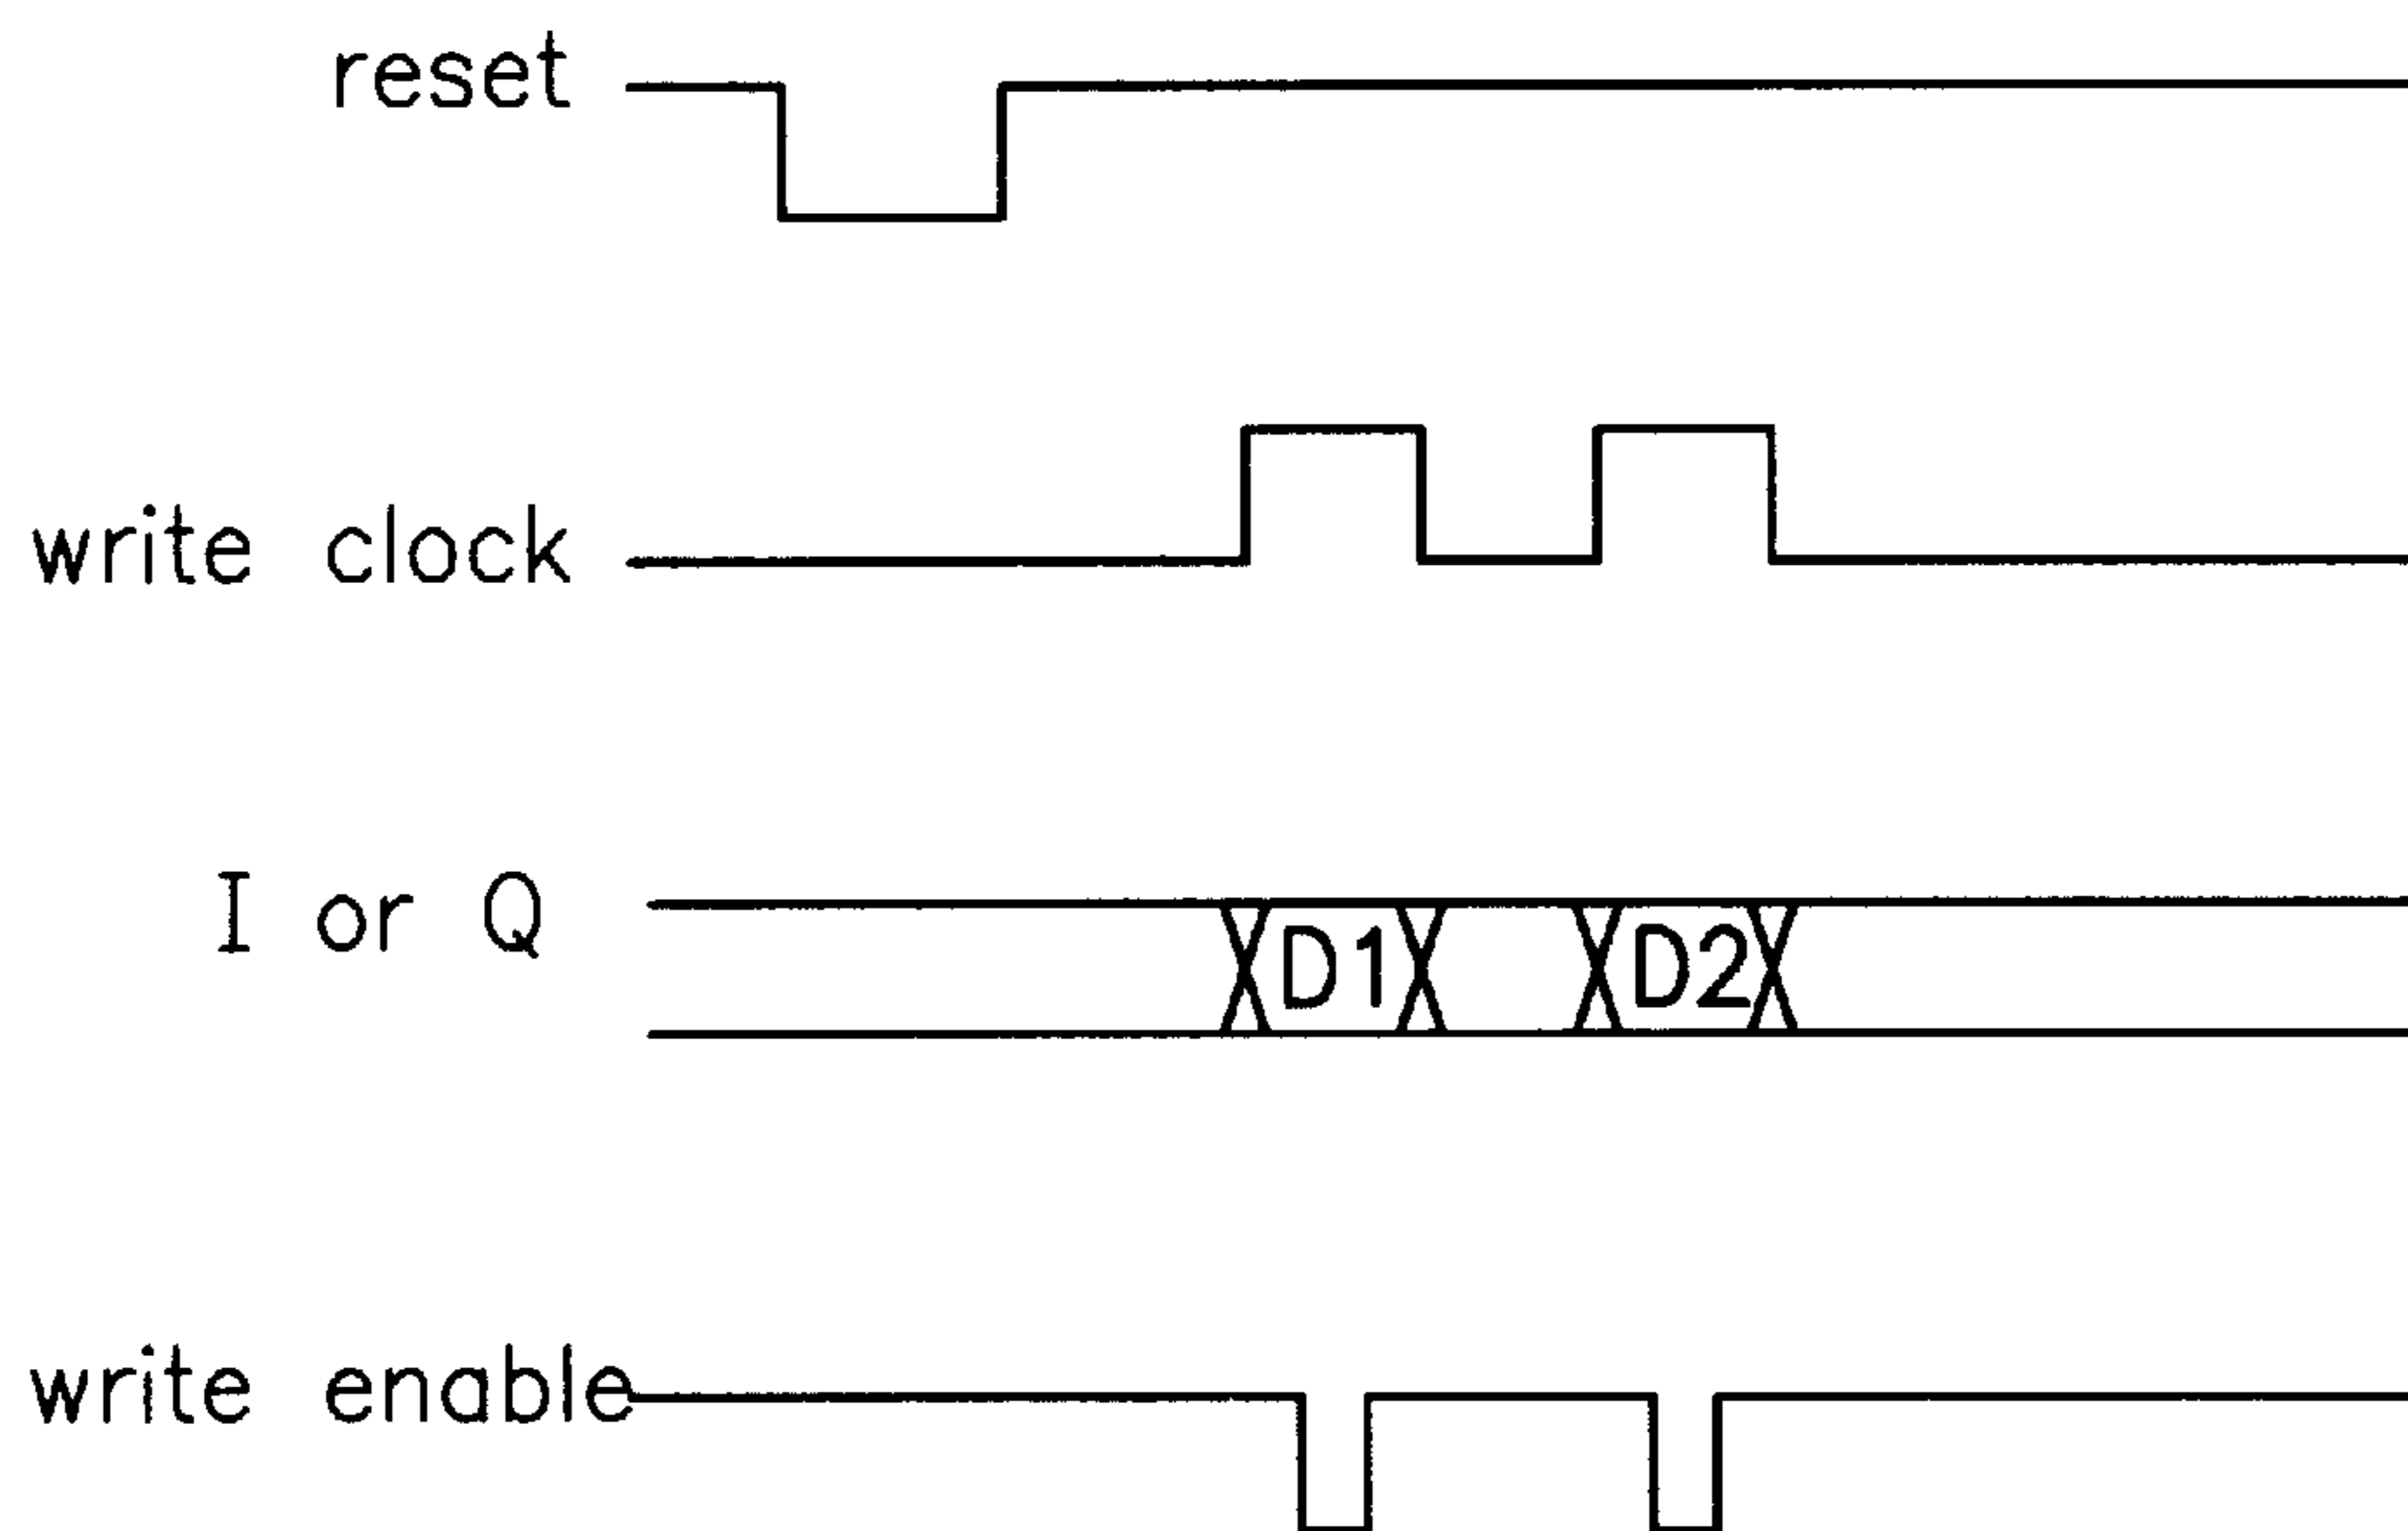 reset
write clock
I or Q
D1 D2
write enable